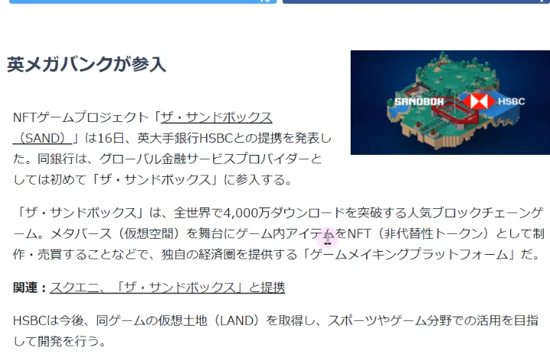 英メガバンクが参入
SANDBOX HSBC
NFTゲームプロジェクト「ザ・サンドボックス
（SAND）」は16日、英大手銀行HSBCとの提携を発表し
た。同銀行は、グローバル金融サービスプロバイダーと
しては初めて「ザ・サンドボックス」に参入する。
「ザ・サンドボックス」は、全世界で4,000万ダウンロードを突破する人気ブロックチェーンゲ
ーム。メタバース（仮想空間）を舞台にゲーム内アイテムをNFT（非代替性トークン）として制
作・売買することなどで、独自の経済圏を提供する「ゲームメイキングプラットフォーム」だ。
関連：スクエニ、「ザ・サンドボックス」と提携
HSBCは今後、同ゲームの仮想土地（LAND）を取得し、スポーツやゲーム分野での活用を目指
して開発を行う。